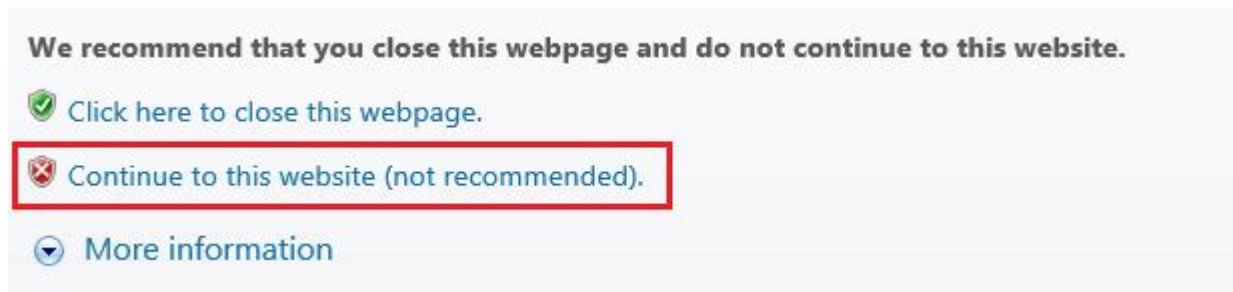 We recommend that you close this webpage and do not continue to this website.
Click here to close this webpage.
Continue to this website (not recommended).
More information